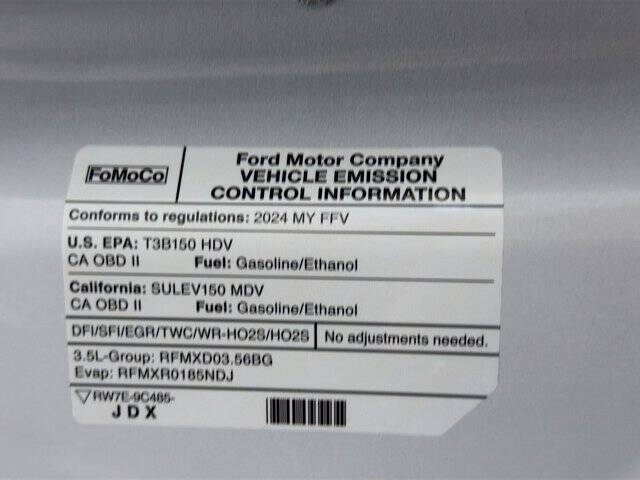 FoMoCo
Ford Motor Company
VEHICLE EMISSION
CONTROL INFORMATION
Conforms to regulations: 2024 MY FFV
U.S. EPA: T3B150 HDV
CA OBD II Fuel: Gasoline/Ethanol
California: SULEV150 MDV
CA OBD II Fuel: Gasoline/Ethanol
DFI/SFI/EGR/TWC/WR-HO2S/HO2S No adjustments needed.
3.5L-Group: RFMXD03.56BG
Evap: RFMXR0185NDJ
RW7E-9C485-
JDX